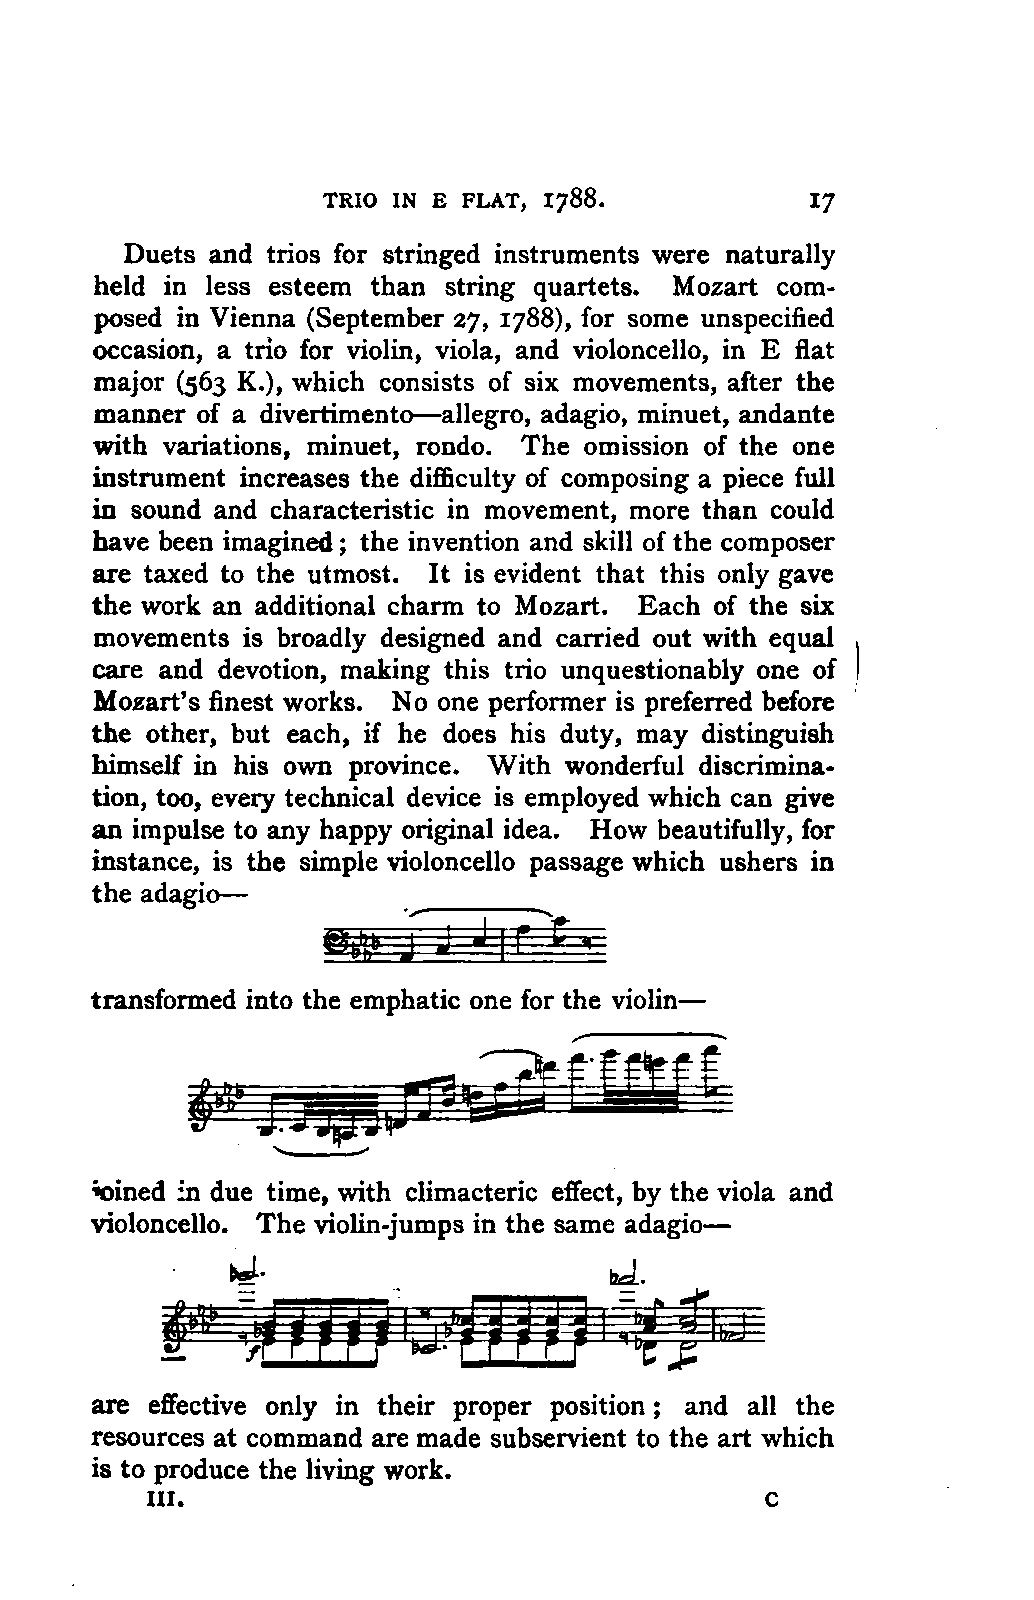 TRIO IN E FLAT, 1788. 17
Duets and trios for stringed instruments were naturally
held in less esteem than string quartets. Mozart com-
posed in Vienna (September 27, 1788), for some unspecified
occasion, a trio for violin, viola, and violoncello, in E flat
major (563 K.), which consists of six movements, after the
manner of a divertimento—allegro, adagio, minuet, andante
with variations, minuet, rondo. The omission of the one
instrument increases the difficulty of composing a piece full
in sound and characteristic in movement, more than could
have been imagined; the invention and skill of the composer
are taxed to the utmost. It is evident that this only gave
the work an additional charm to Mozart. Each of the six
movements is broadly designed and carried out with equal
care and devotion, making this trio unquestionably one of
Mozart's finest works. No one performer is preferred before
the other, but each, if he does his duty, may distinguish
himself in his own province. With wonderful discrimina-
tion, too, every technical device is employed which can give
an impulse to any happy original idea. How beautifully, for
instance, is the simple violoncello passage which ushers in
the adagio—
transformed into the emphatic one for the violin—
joined in due time, with climacteric effect, by the viola and
violoncello. The violin-jumps in the same adagio—
f
are effective only in their proper position; and all the
resources at command are made subservient to the art which
is to produce the living work.
III. C